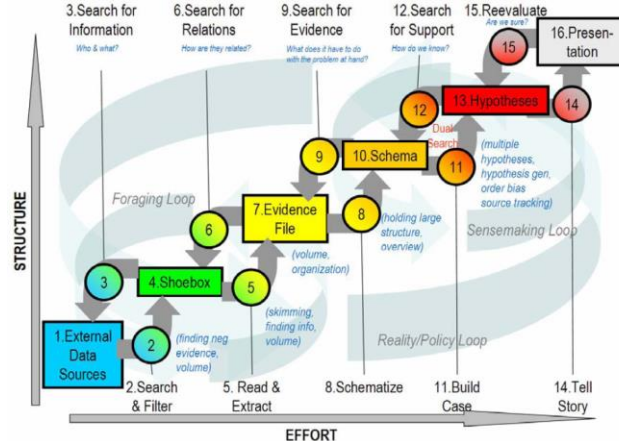 3.Search for
Information
Who & what?
6.Search for
Relations
How are they related?
9.Search for
Evidence
What does it have to do
with the problem at hand?
12.Search
for Support
How do we know?
15.Reevaluate
Are we sure?
15
16.Presen-
tation
12
13.Hypotheses
14
Dual
Search
9
10.Schema
11
(multiple
hypotheses,
hypothesis gen,
order bias
source tracking)
Foraging Loop
6
7.Evidence
File
8
(holding large
structure,
overview)
Sensemaking Loop
3
4.Shoebox
5
(volume,
organization)
(skimming,
finding info,
volume)
1.External
Data
Sources
2
(finding neg
evidence,
volume)
Reality/Policy Loop
2.Search
& Filter
5. Read &
Extract
8.Schematize
11.Build
Case
14.Tell
Story
STRUCTURE
EFFORT